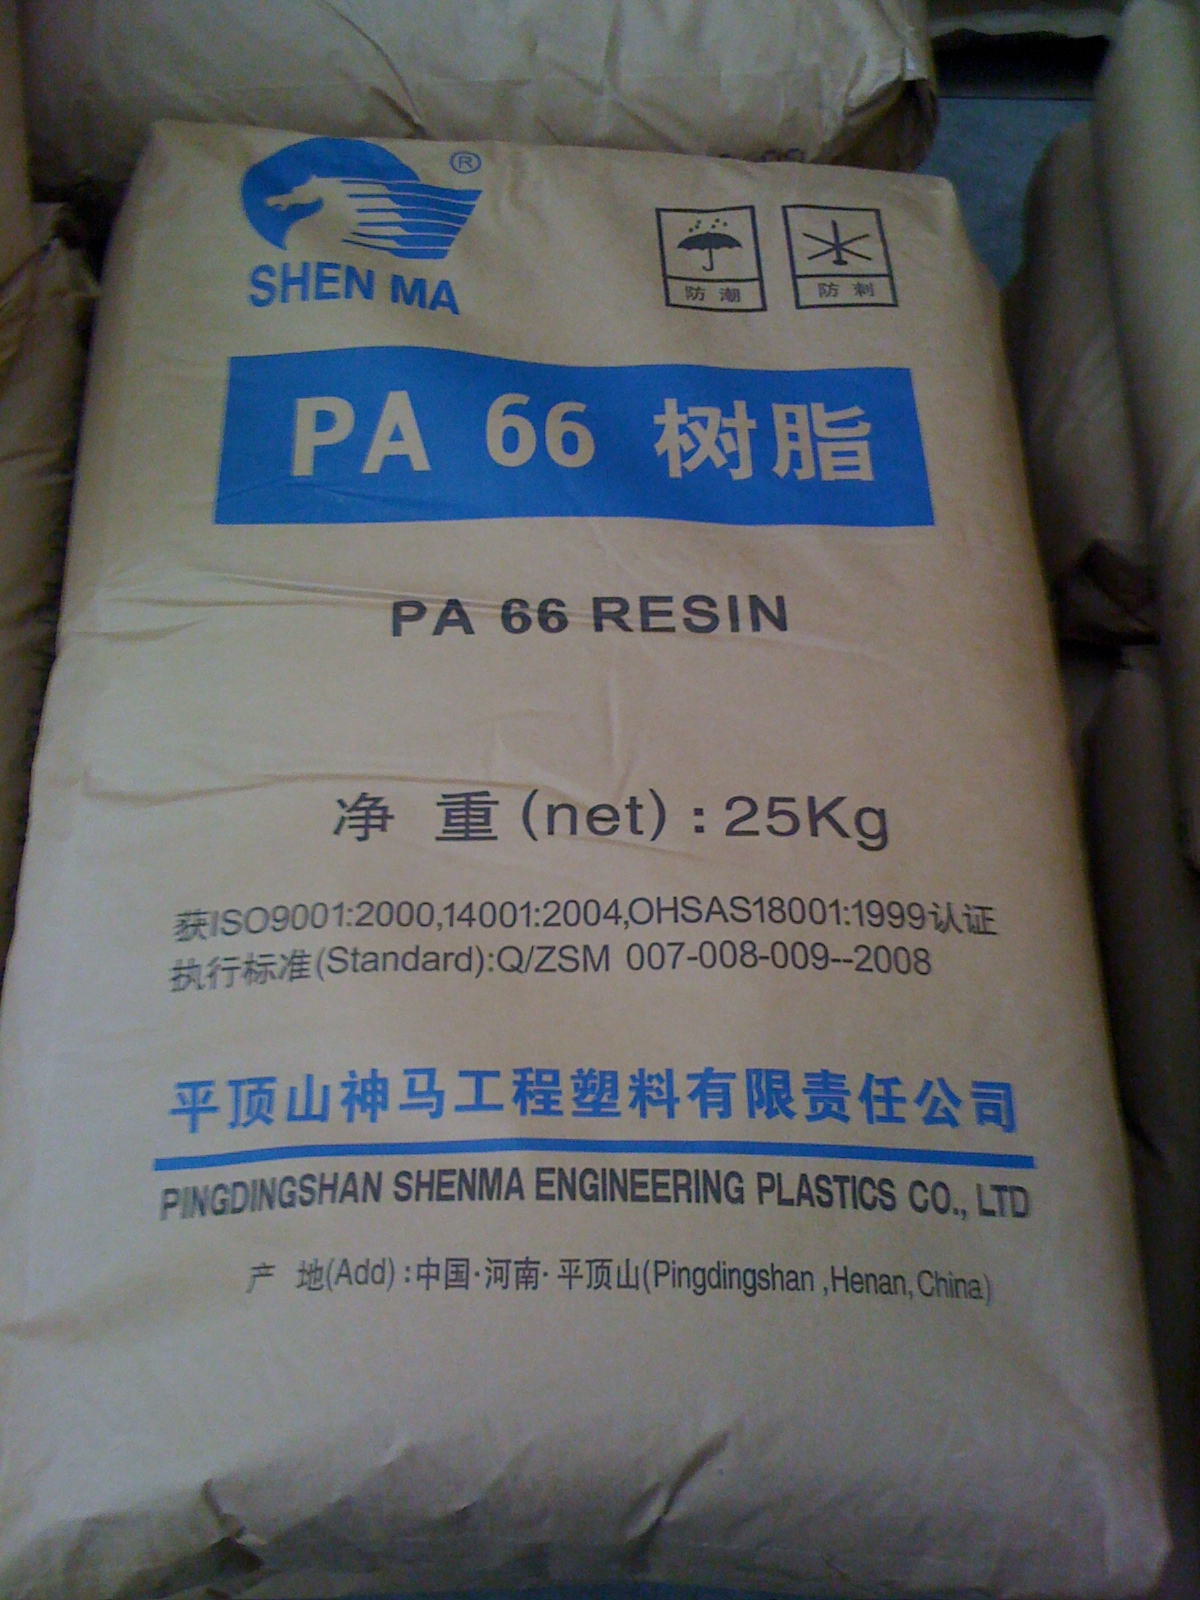 ®
SHEN MA
防潮
防刺
PA 66 树脂
PA 66 RESIN
净 重(net):25Kg
获ISO9001:2000,14001:2004,OHSAS18001:1999认证
执行标准(Standard):Q/ZSM 007-008-009--2008
平顶山神马工程塑料有限责任公司
PINGDINGSHAN SHENMA ENGINEERING PLASTICS CO., LTD
产 地(Add):中国·河南·平顶山(Pingdingshan ,Henan, China)